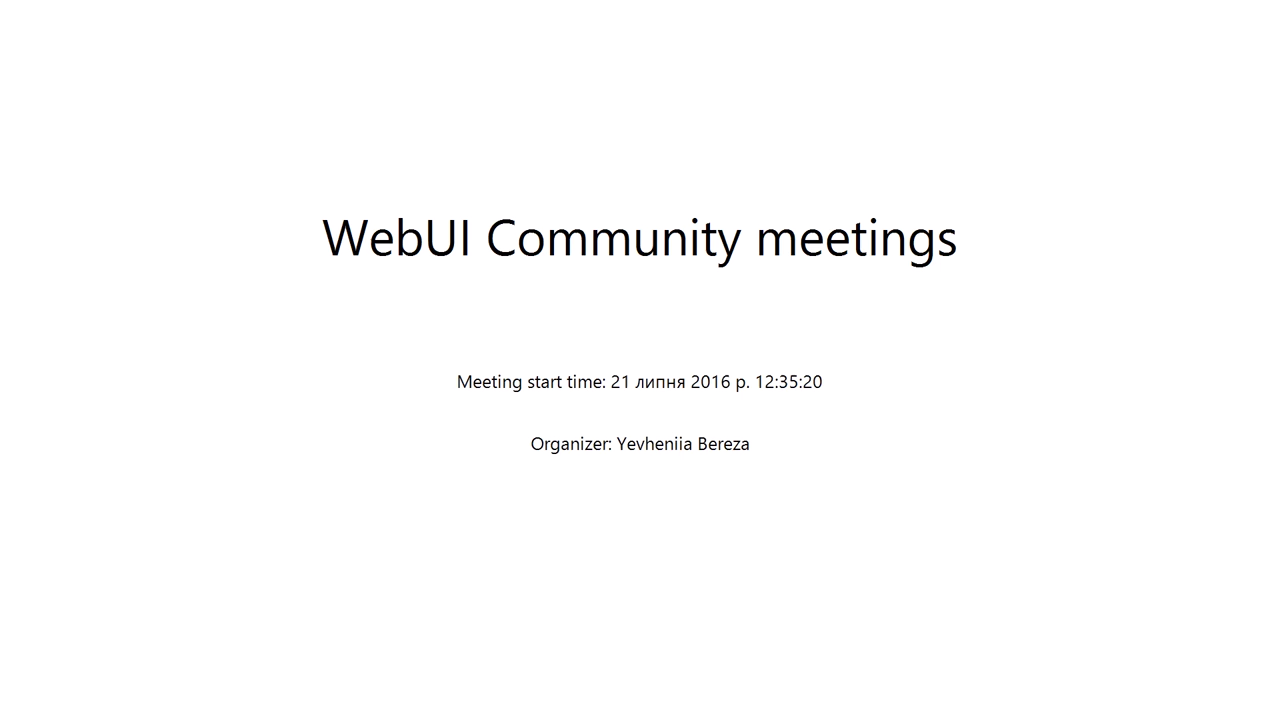 WebUI Community meetings
Meeting start time: 21 липня 2016 р. 12:35:20
Organizer: Yevheniia Bereza